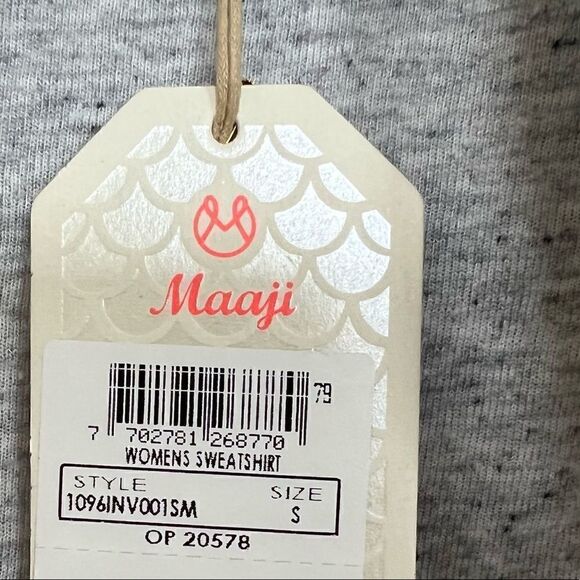 Maaji
79
7 702781 268770
WOMENS SWEATSHIRT
STYLE SIZE
1096INV001SM S
OP 20578